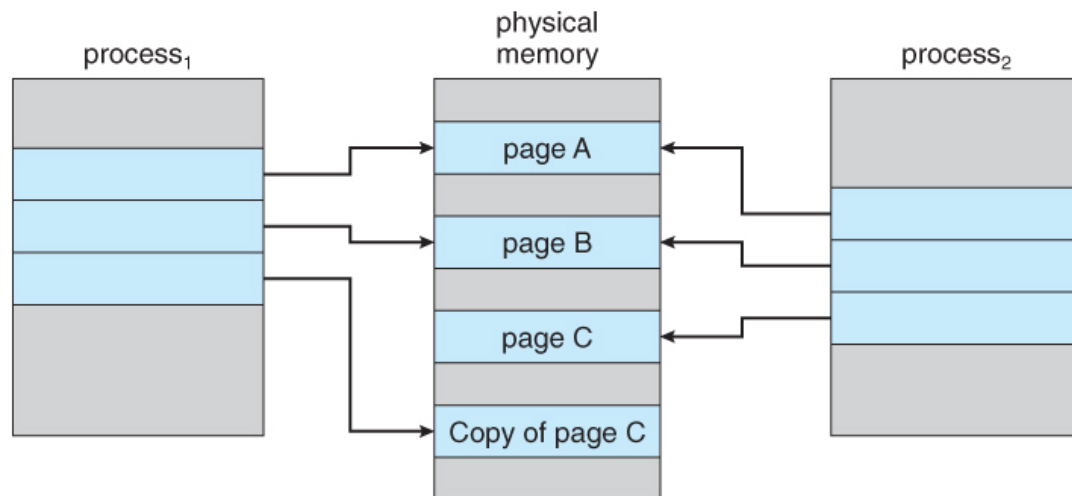 process₁
physical
memory
process₂
page A
page B
page C
Copy of page C